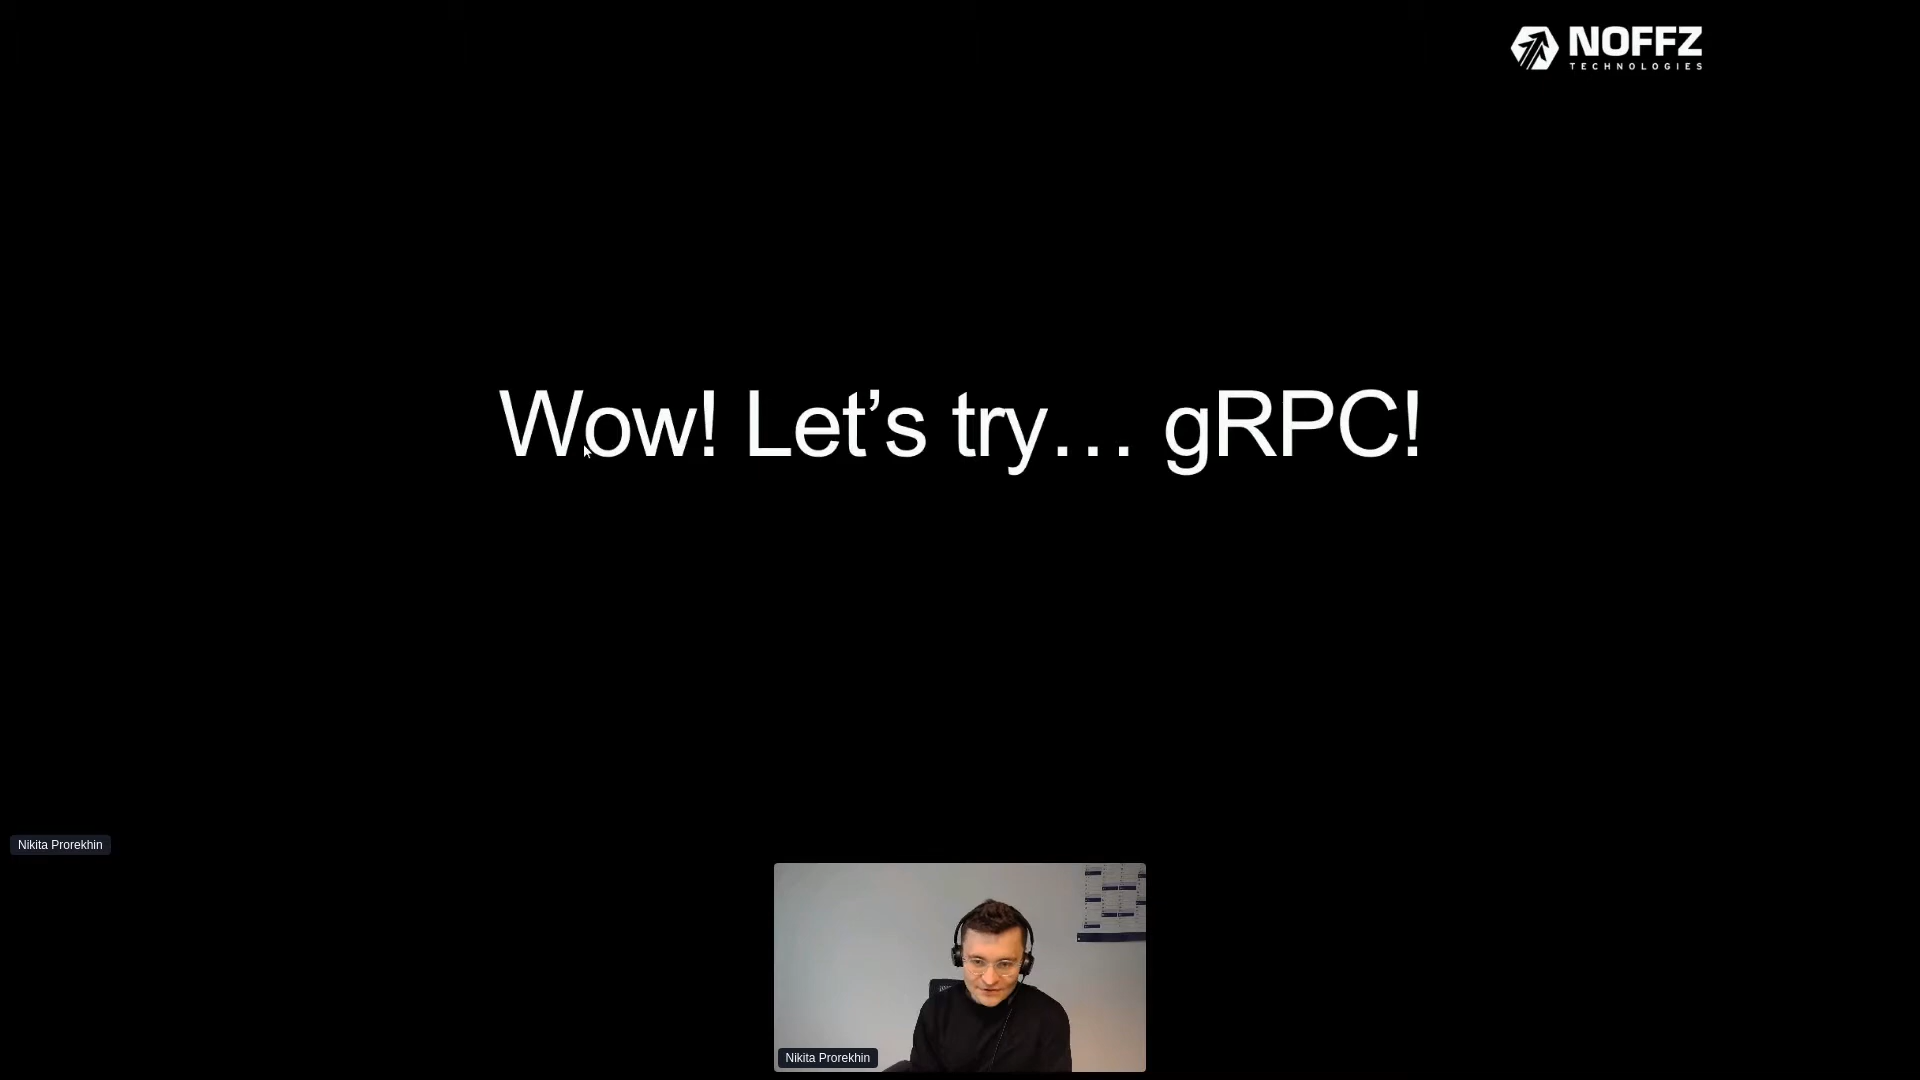 NOFFZ
TECHNOLOGIES
Wow! Let’s try… gRPC!
Nikita Prorekhin
Nikita Prorekhin